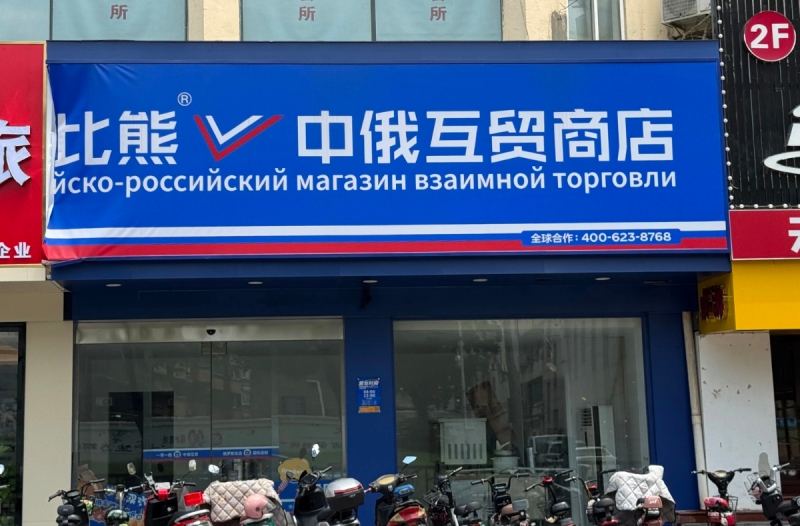 所
所
所
2F
比熊® 中俄互贸商店
йско-российский магазин взаимной торговли
全球合作：400-623-8768
旅
企业